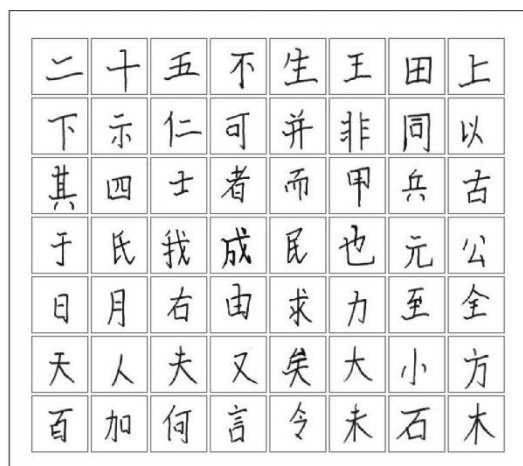 二十五不生王田上
下示仁可并非同以
其四士者而甲兵古
于氏我成民也元公
日月右由求力至全
天人夫又矣大小方
百加何言令未石木